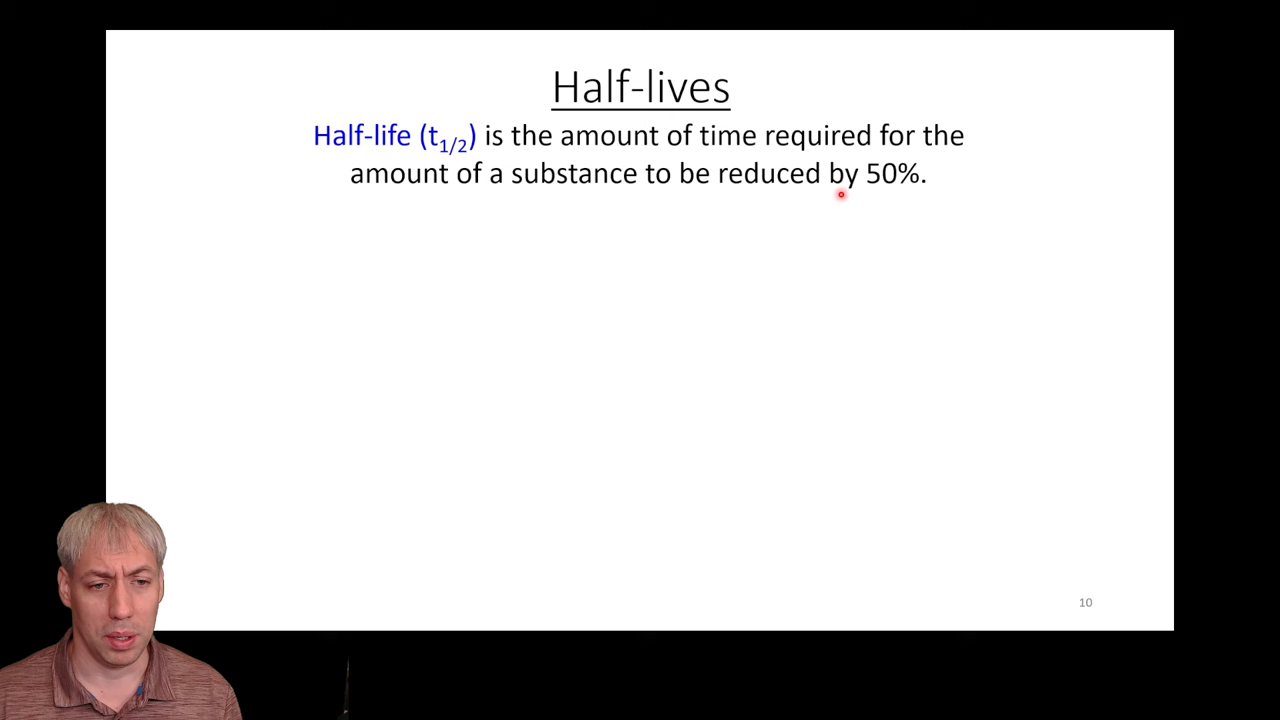 Half-lives
Half-life (t1/2) is the amount of time required for the
amount of a substance to be reduced by 50%.
10